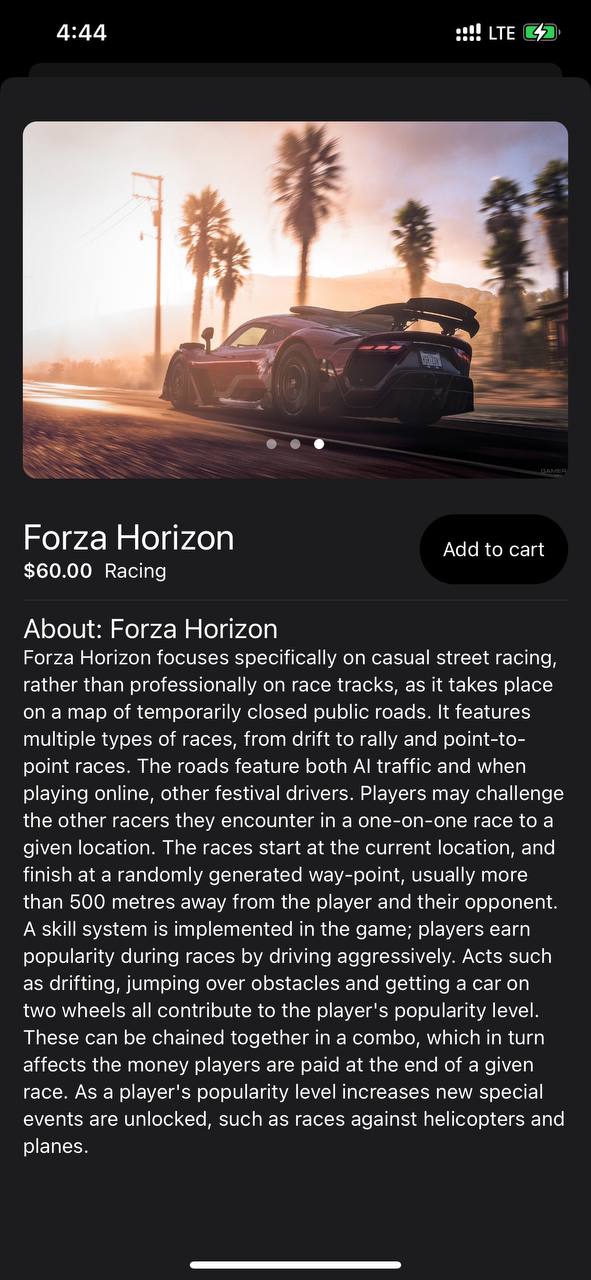 4:44
LTE
Forza Horizon
$60.00 Racing
Add to cart
About: Forza Horizon
Forza Horizon focuses specifically on casual street racing,
rather than professionally on race tracks, as it takes place
on a map of temporarily closed public roads. It features
multiple types of races, from drift to rally and point-to-
point races. The roads feature both AI traffic and when
playing online, other festival drivers. Players may challenge
the other racers they encounter in a one-on-one race to a
given location. The races start at the current location, and
finish at a randomly generated way-point, usually more
than 500 metres away from the player and their opponent.
A skill system is implemented in the game; players earn
popularity during races by driving aggressively. Acts such
as drifting, jumping over obstacles and getting a car on
two wheels all contribute to the player's popularity level.
These can be chained together in a combo, which in turn
affects the money players are paid at the end of a given
race. As a player's popularity level increases new special
events are unlocked, such as races against helicopters and
planes.